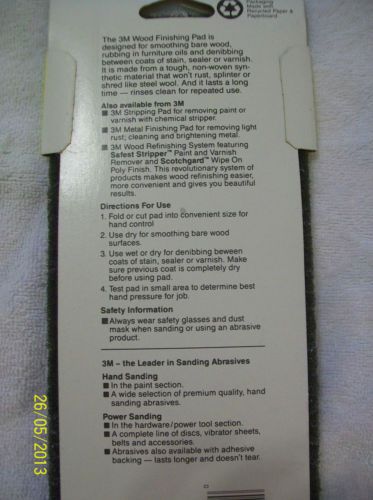 Packaging
Made with
Recycled Paper &
Paperboard
The 3M Wood Finishing Pad is
designed for smoothing bare wood,
rubbing in furniture oils and denibbing
between coats of stain, sealer or varnish.
It is made from a tough, non-woven syn-
thetic material that won't rust, splinter or
shred like steel wool. And it lasts a long
time — rinses clean for repeated use.
Also available from 3M
■ 3M Stripping Pad for removing paint or
varnish with chemical stripper.
■ 3M Metal Finishing Pad for removing light
rust; cleaning and brightening metal.
■ 3M Wood Refinishing System featuring
Safest Stripper™ Paint and Varnish
Remover and Scotchgard™ Wipe On
Poly Finish. This revolutionary system of
products makes wood refinishing easier,
more convenient and gives you beautiful
results.
Directions For Use
1. Fold or cut pad into convenient size for
hand control
2. Use dry for smoothing bare wood
surfaces.
3. Use wet or dry for denibbing beween
coats of stain, sealer or varnish. Make
sure previous coat is completely dry
before using pad.
4. Test pad in small area to determine best
hand pressure for job.
Safety Information
■ Always wear safety glasses and dust
mask when sanding or using an abrasive
product.
3M – the Leader in Sanding Abrasives
Hand Sanding
■ In the paint section.
■ A wide selection of premium quality, hand
sanding abrasives.
Power Sanding
■ In the hardware/power tool section.
■ A complete line of discs, vibrator sheets,
belts and accessories.
■ Abrasives also available with adhesive
backing — lasts longer and doesn't tear.
26/05/2013